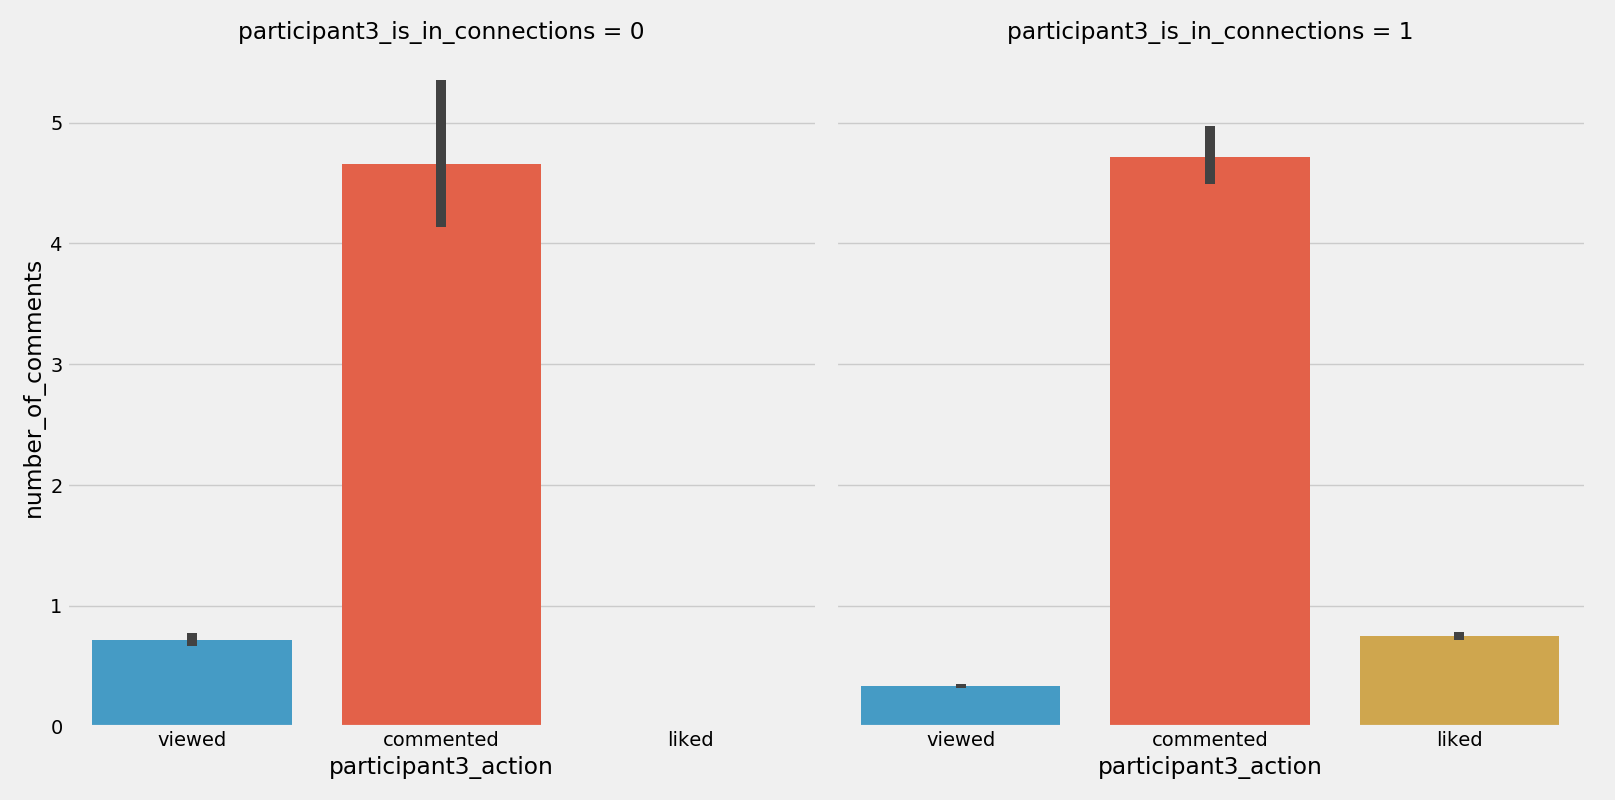 participant3_is_in_connections = 0
participant3_is_in_connections = 1
number_of_comments
5
4
3
2
1
0
viewed commented liked
viewed commented liked
participant3_action
participant3_action